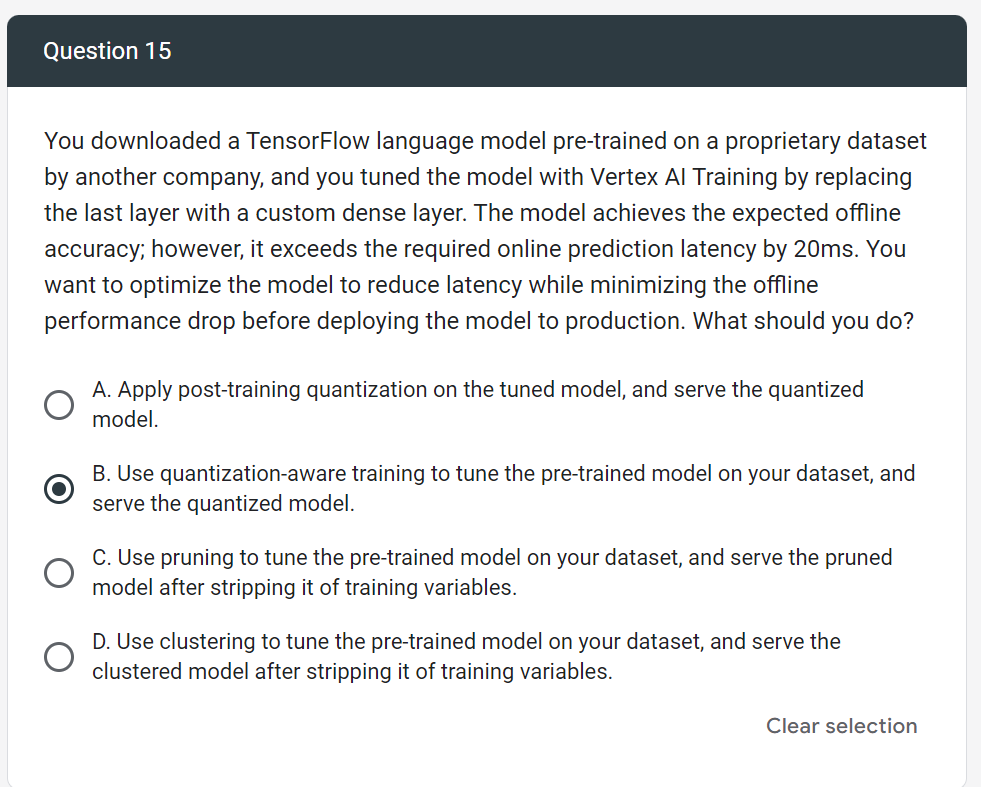 Question 15
You downloaded a TensorFlow language model pre-trained on a proprietary dataset
by another company, and you tuned the model with Vertex AI Training by replacing
the last layer with a custom dense layer. The model achieves the expected offline
accuracy; however, it exceeds the required online prediction latency by 20ms. You
want to optimize the model to reduce latency while minimizing the offline
performance drop before deploying the model to production. What should you do?
A. Apply post-training quantization on the tuned model, and serve the quantized
model.
B. Use quantization-aware training to tune the pre-trained model on your dataset, and
serve the quantized model.
C. Use pruning to tune the pre-trained model on your dataset, and serve the pruned
model after stripping it of training variables.
D. Use clustering to tune the pre-trained model on your dataset, and serve the
clustered model after stripping it of training variables.
Clear selection